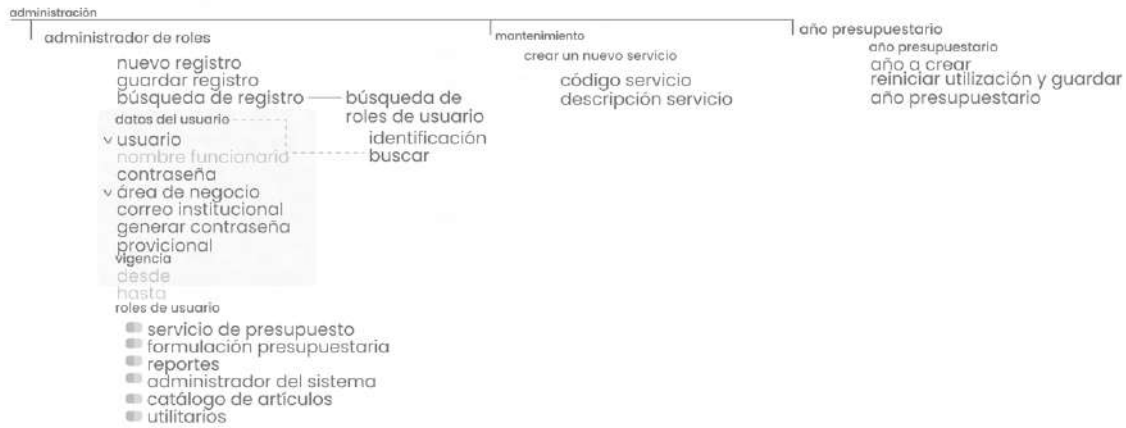 administración
administrador de roles
nuevo registro
guardar registro
búsqueda de registro
búsqueda de
roles de usuario
identificación
buscar
datos del usuario
usuario
nombre funcionario
contraseña
área de negocio
correo institucional
generar contraseña
provicional
vigencia
desde
hasta
roles de usuario
servicio de presupuesto
formulación presupuestaria
reportes
administrador del sistema
catálogo de artículos
utilitarios
mantenimiento
crear un nuevo servicio
código servicio
descripción servicio
año presupuestario
año presupuestario
año a crear
reiniciar utilización y guardar
año presupuestario